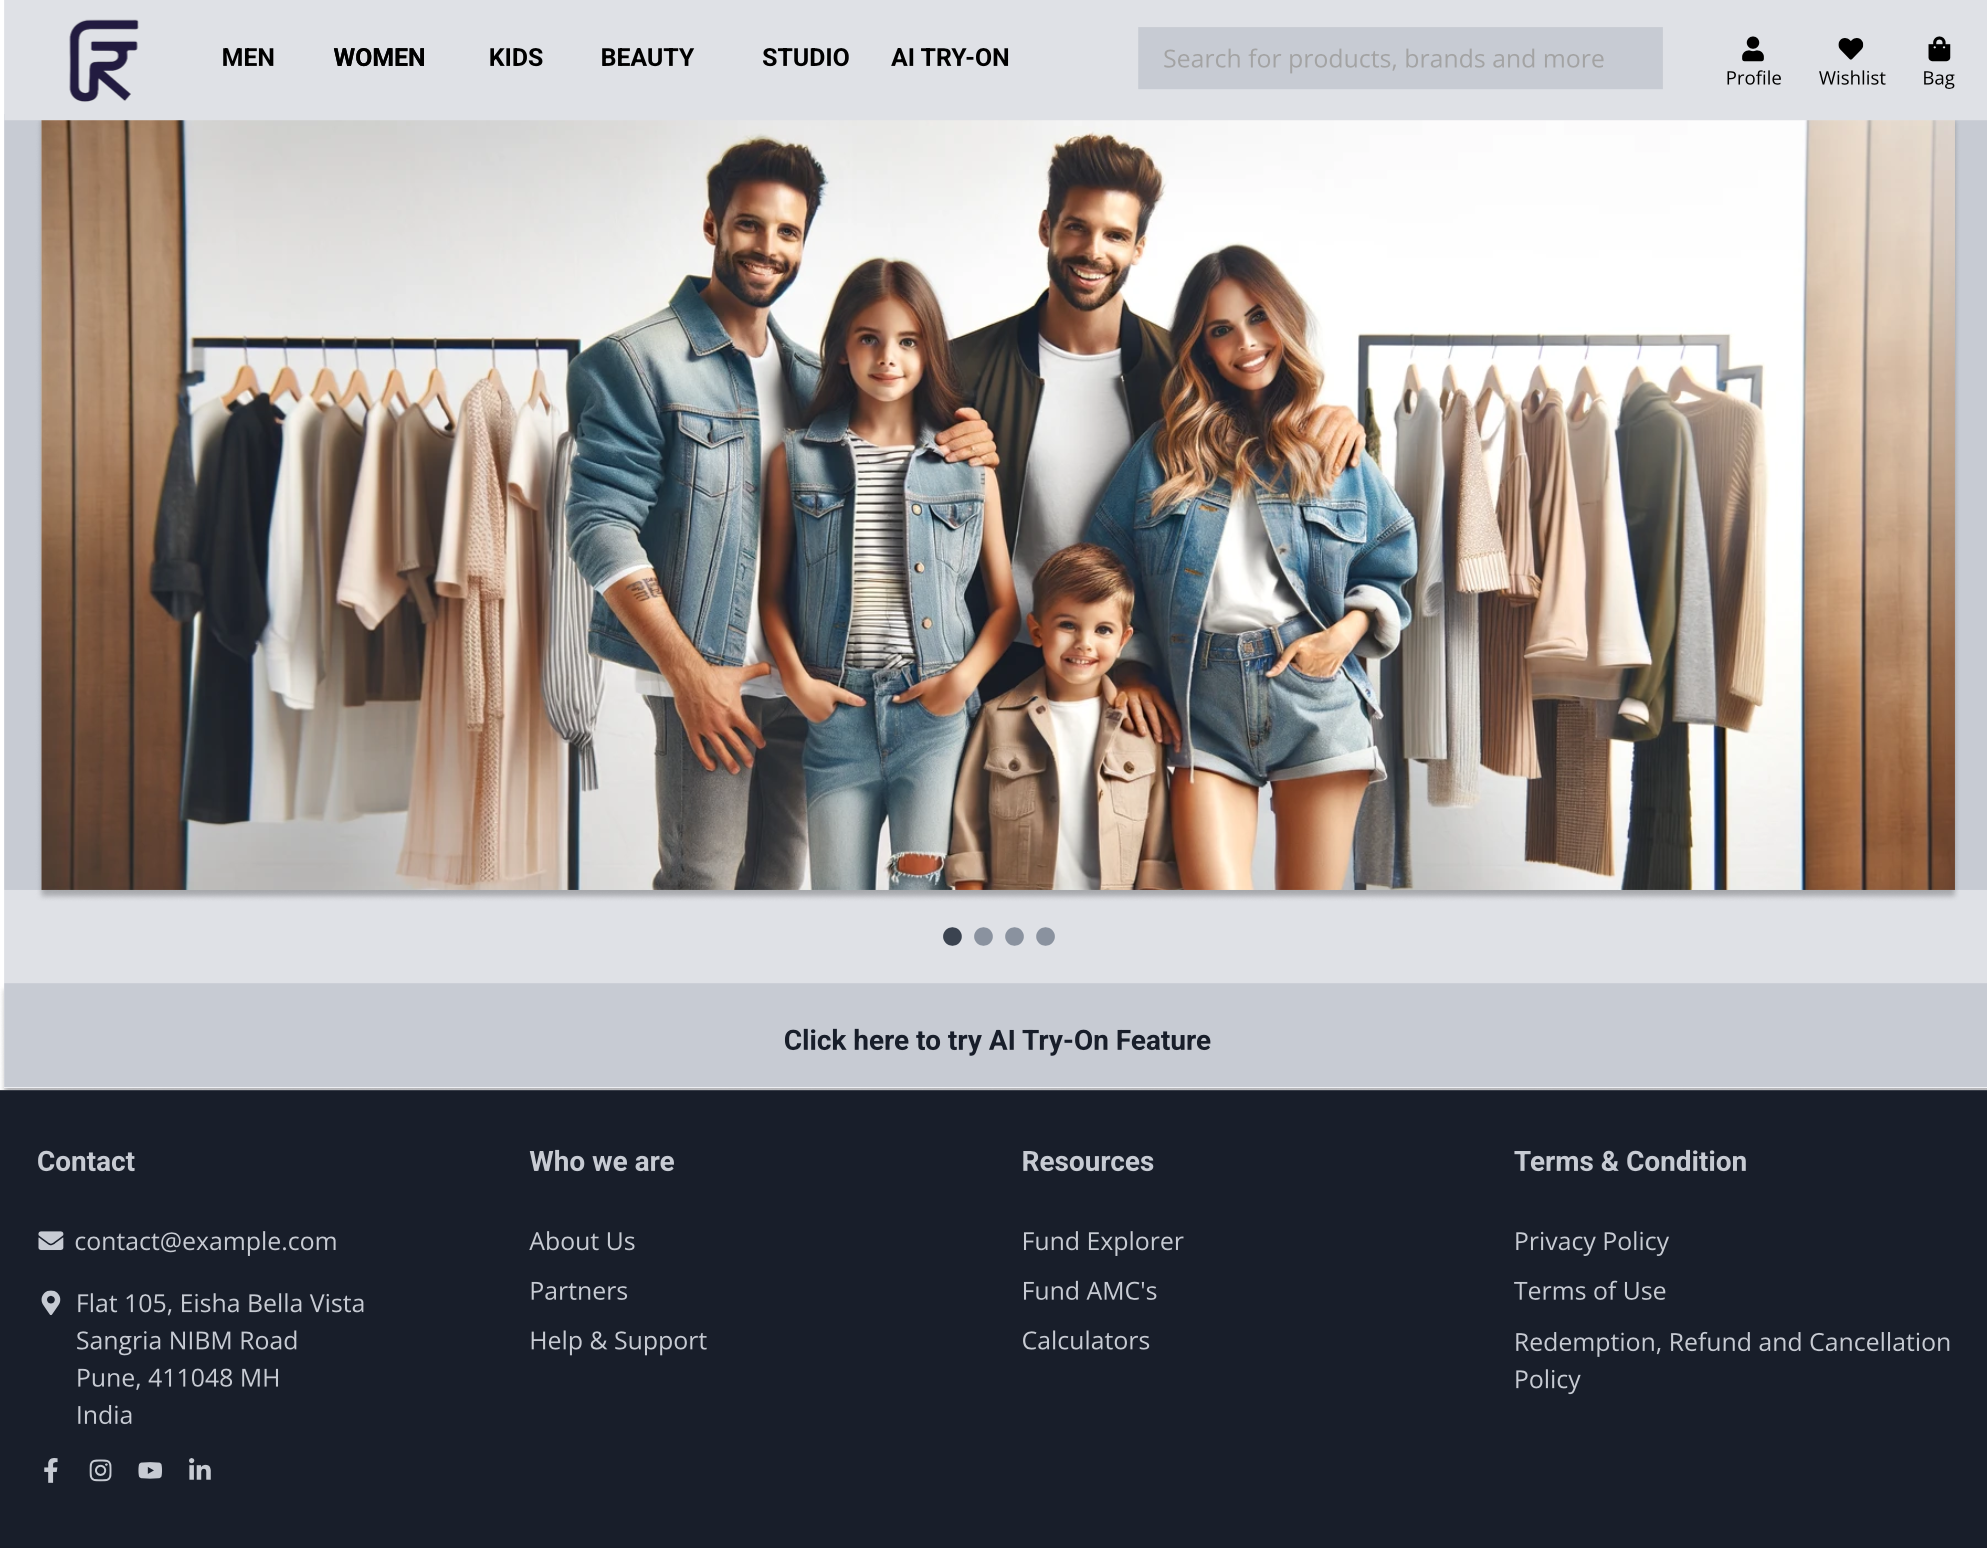 MEN WOMEN KIDS BEAUTY STUDIO AI TRY-ON
Search for products, brands and more
Profile Wishlist Bag
Click here to try AI Try-On Feature
Contact
contact@example.com
Flat 105, Eisha Bella Vista
Sangria NIBM Road
Pune, 411048 MH
India
Who we are
About Us
Partners
Help & Support
Resources
Fund Explorer
Fund AMC's
Calculators
Terms & Condition
Privacy Policy
Terms of Use
Redemption, Refund and Cancellation
Policy